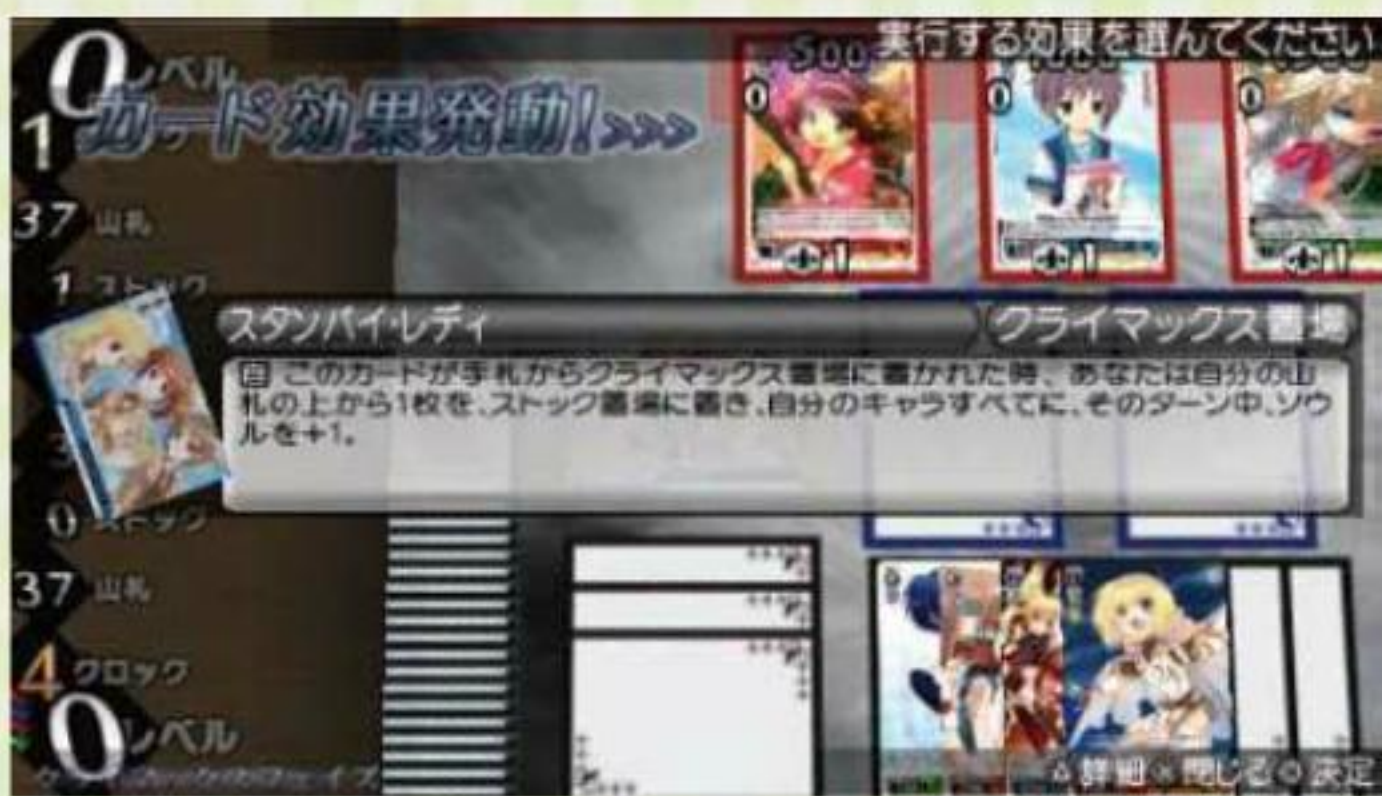 実行する効果を選んでください
0 レベル
カード効果発動!>>>
1
37 山札
1 ストック
500
0
0
0
1
1
1
スタンバイ・レディ
クライマックス置場
自 このカードが手札からクライマックス置場に置かれた時、あなたは自分の山
札の上から1枚を、ストック置場に置き、自分のキャラすべてに、そのターン中、ソウ
ルを+1。
0 ストック
37 山札
4 クロック
0 レベル
△詳細 ×閉じる ○決定